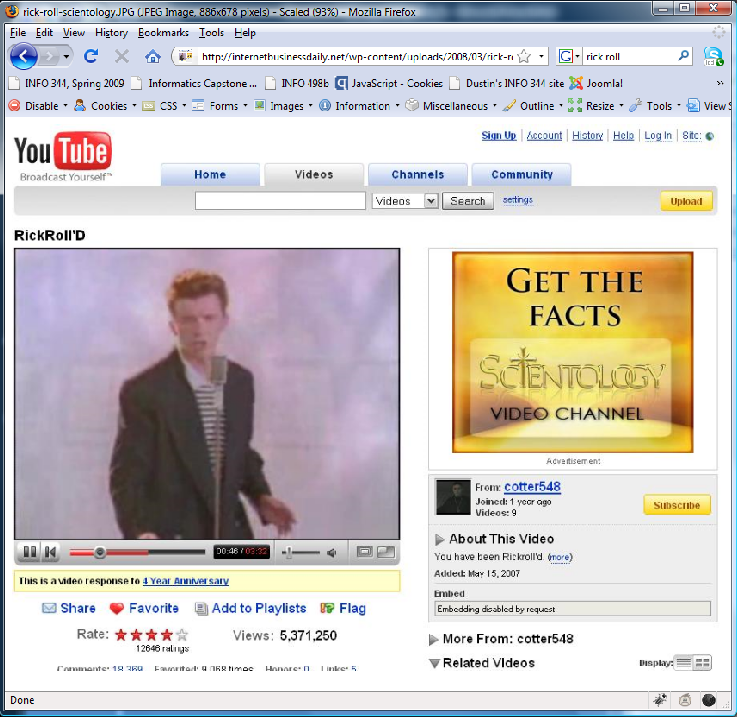 rick-roll-scientology.JPG (JPEG Image, 886x678 pixels) - Scaled (93%) - Mozilla Firefox
File Edit View History Bookmarks Tools Help
http://internetbusinessdaily.net/wp-content/uploads/2008/03/rick-r
rick roll
INFO 344, Spring 2009 Informatics Capstone ... INFO 498b JavaScript - Cookies Dustin's INFO 344 site Joomla!
Disable Cookies CSS Forms Images Information Miscellaneous Outline Resize Tools View S
You Tube
Broadcast Yourself™
Sign Up | Account | History | Help | Log In | Site:
Home Videos Channels Community
Videos Search settings Upload
RickRoll'D
GET THE
FACTS
SCIENTOLOGY
VIDEO CHANNEL
Advertisement
From: cotter548
Joined: 1 year ago
Videos: 9
Subscribe
About This Video
You have been Rickroll'd. (more)
Added: May 15, 2007
Embed
Embedding disabled by request
More From: cotter548
Related Videos Display:
00:46 / 03:32
This is a video response to 4 Year Anniversary
Share Favorite Add to Playlists Flag
Rate: Views: 5,371,250
12646 ratings
Comments: 18,369 Favorited: 9,068 times Honors: 0 Links: 5
Done